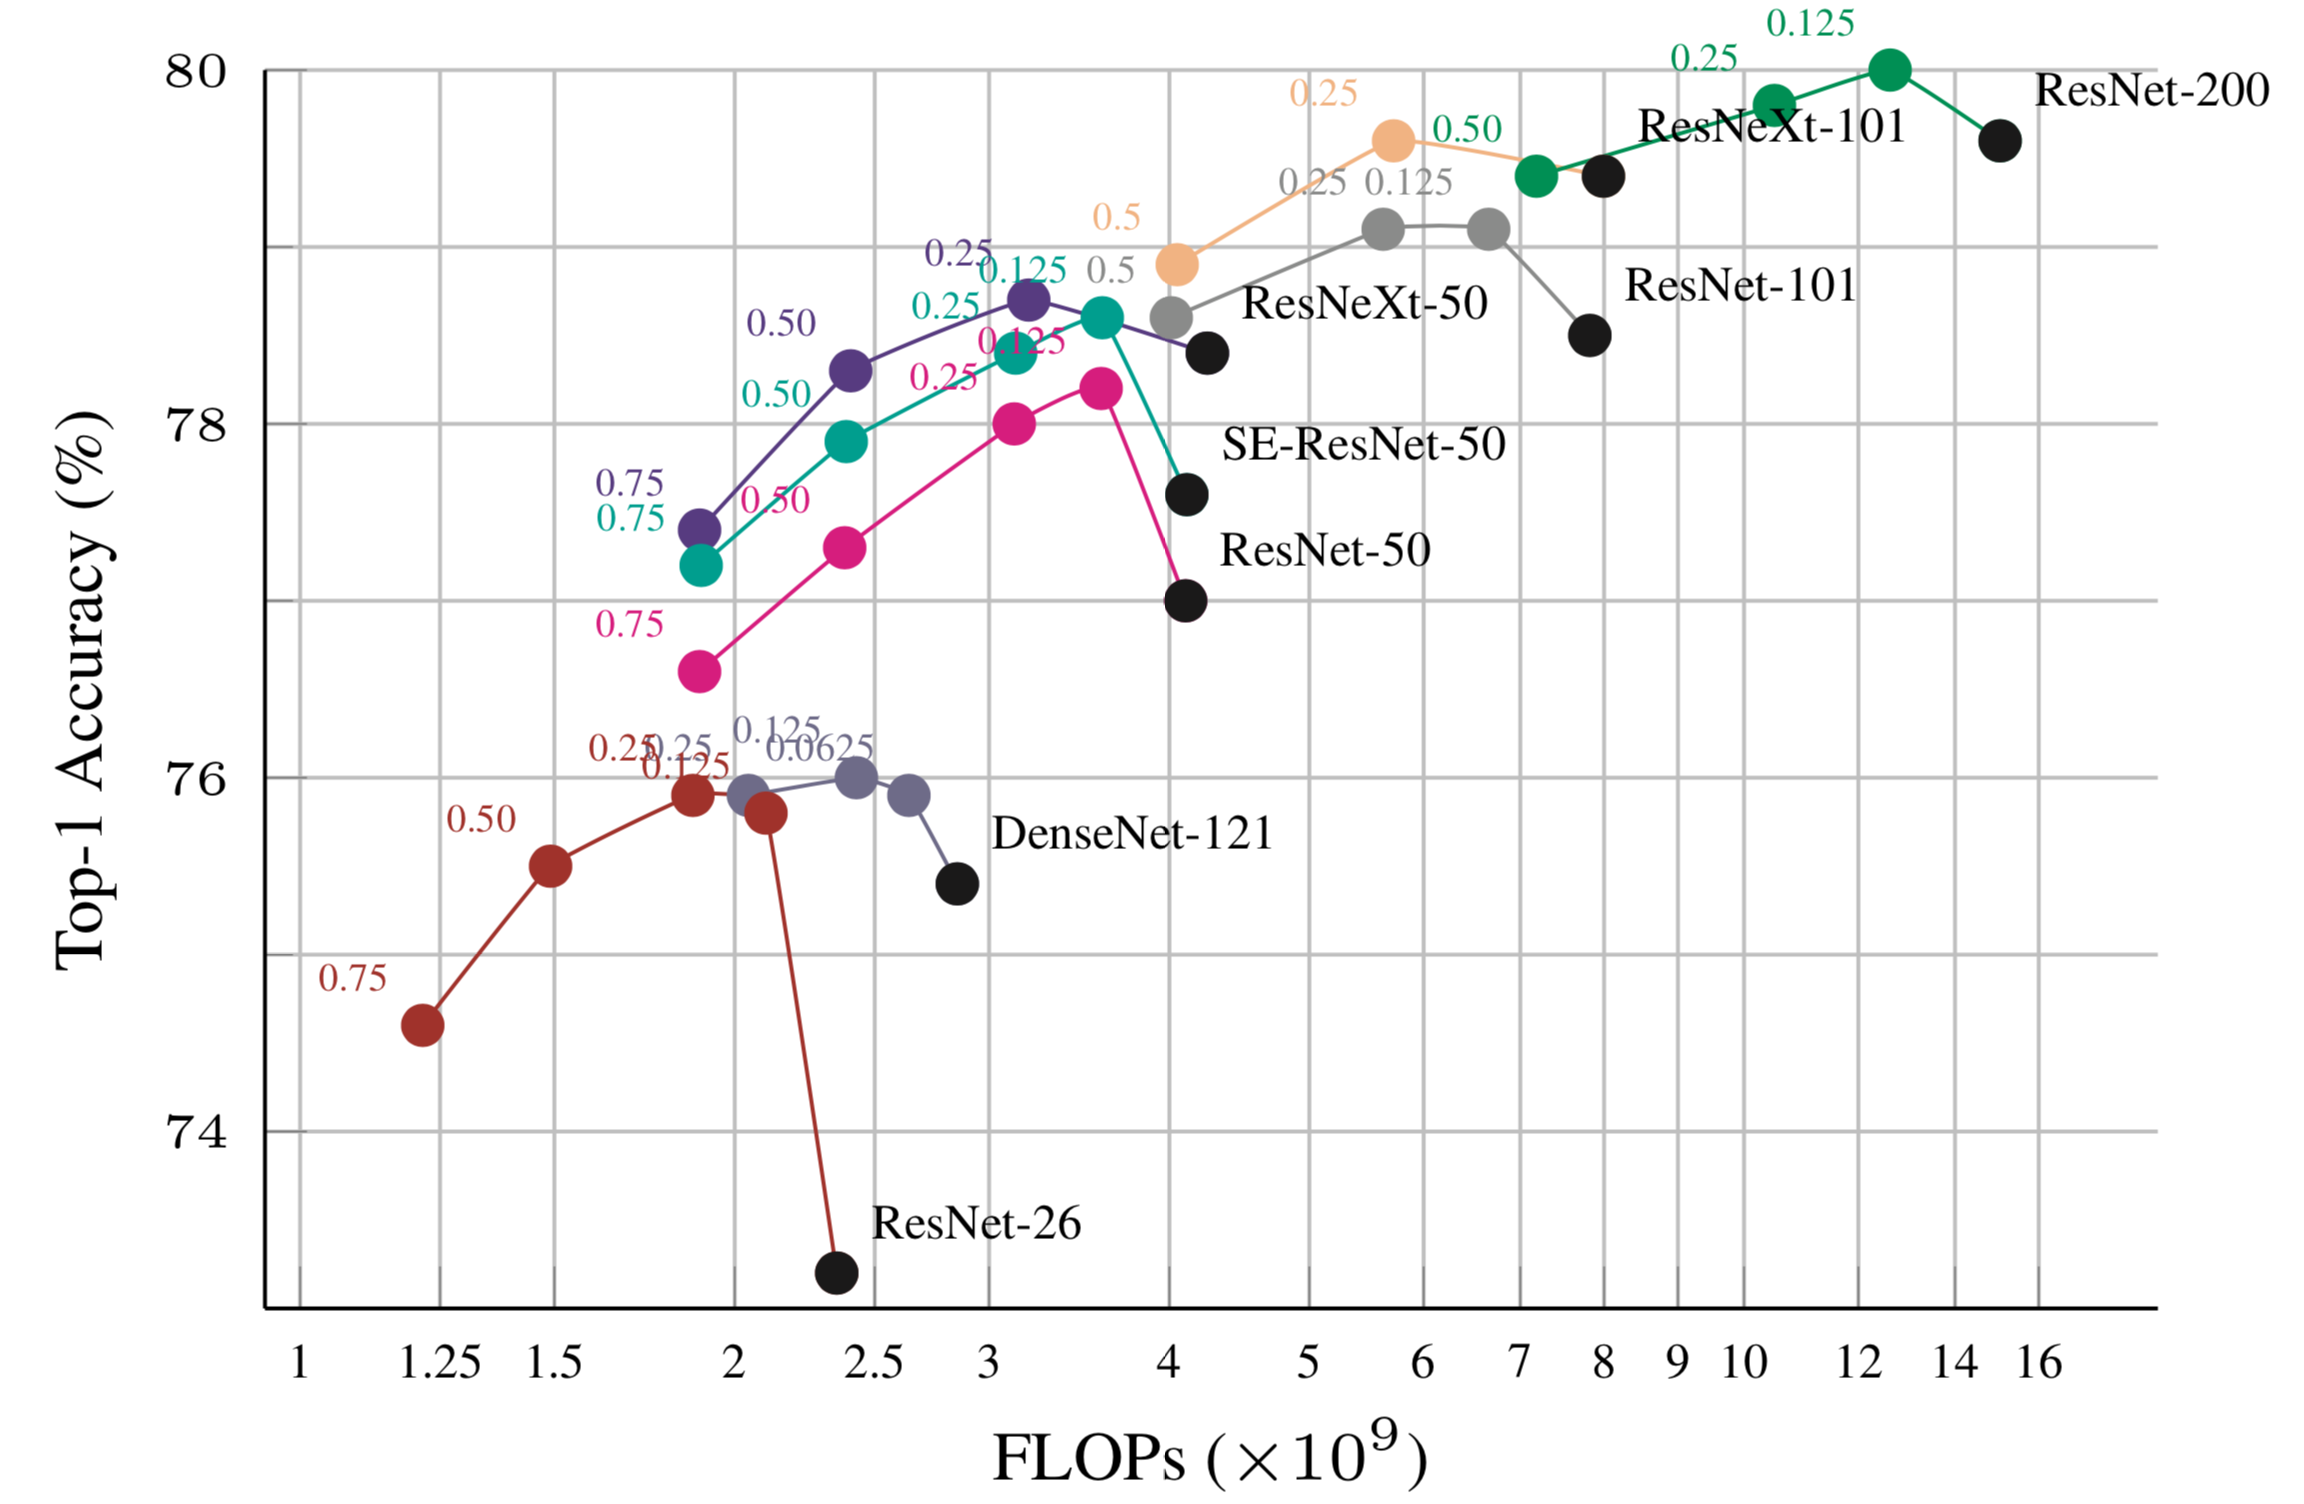 0.125
80
0.25
ResNet-200
0.25
0.50
ResNeXt-101
0.25
0.125
0.5
0.25
0.125
0.5
ResNet-101
0.25
ResNeXt-50
0.50
0.125
0.25
0.50
78
SE-ResNet-50
0.75
0.50
0.75
ResNet-50
0.75
0.125
0.25
0.25
0.0625
0.125
76
0.50
DenseNet-121
0.75
74
ResNet-26
1 1.25 1.5 2 2.5 3 4 5 6 7 8 9 10 12 14 16
FLOPs (×10⁹)
Top-1 Accuracy (%)